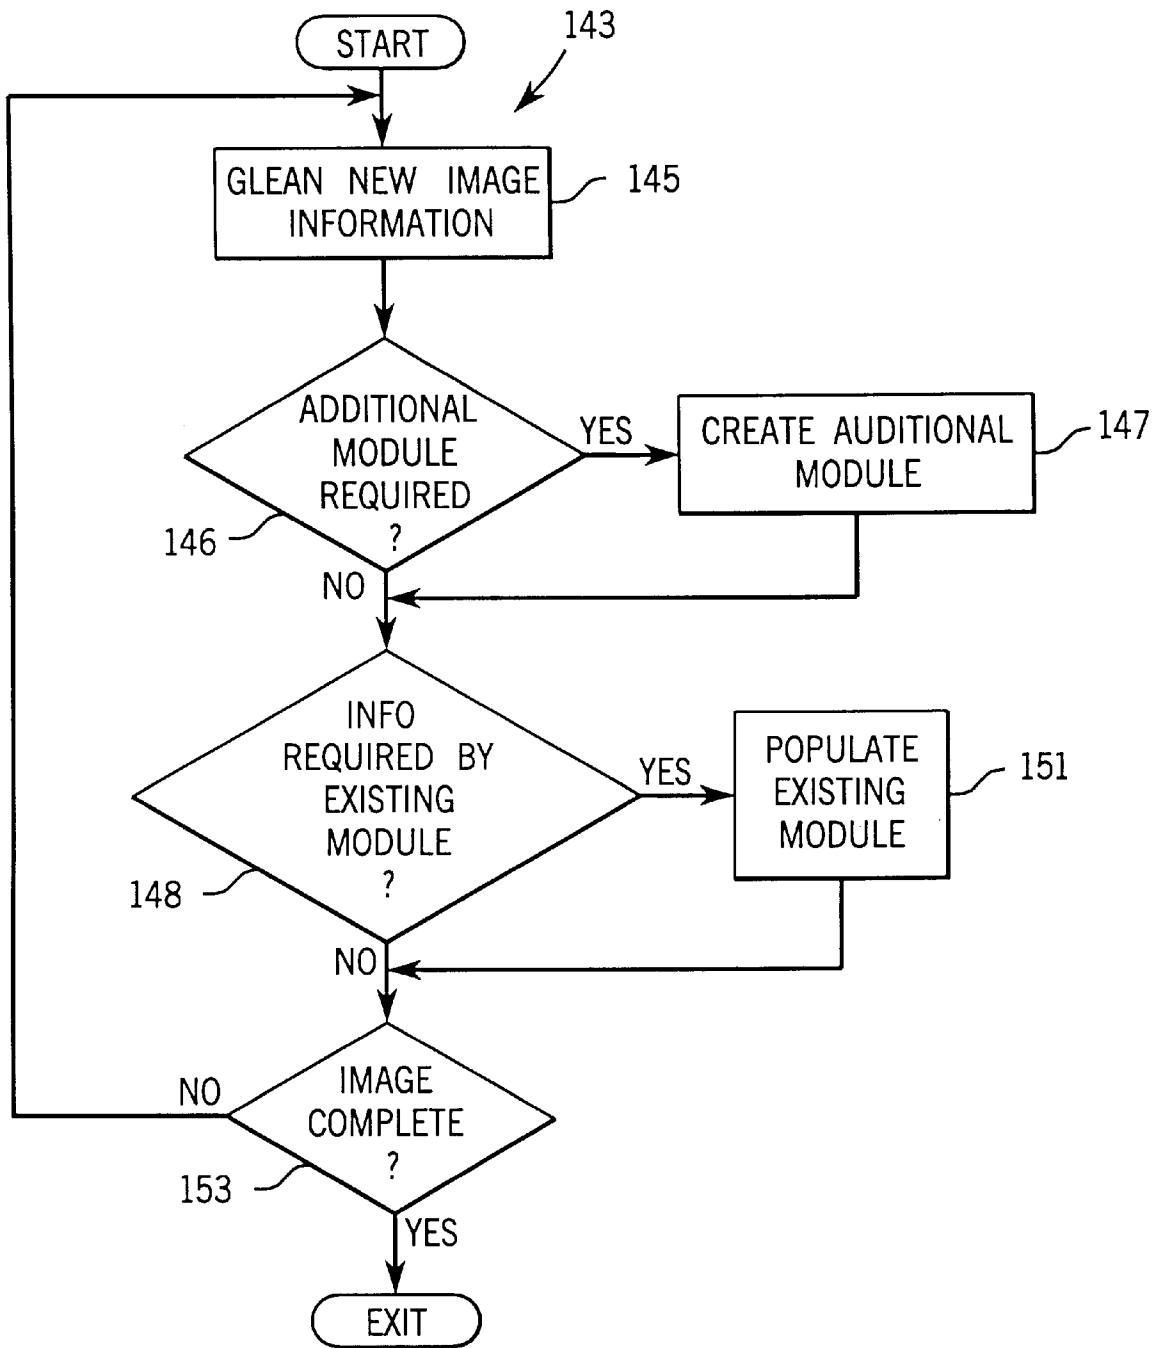 START
143
GLEAN NEW IMAGE
INFORMATION
145
ADDITIONAL
MODULE
REQUIRED
?
146
YES
CREATE AUDITIONAL
MODULE
147
NO
INFO
REQUIRED BY
EXISTING
MODULE
?
148
YES
POPULATE
EXISTING
MODULE
151
NO
IMAGE
COMPLETE
?
NO
153
YES
EXIT